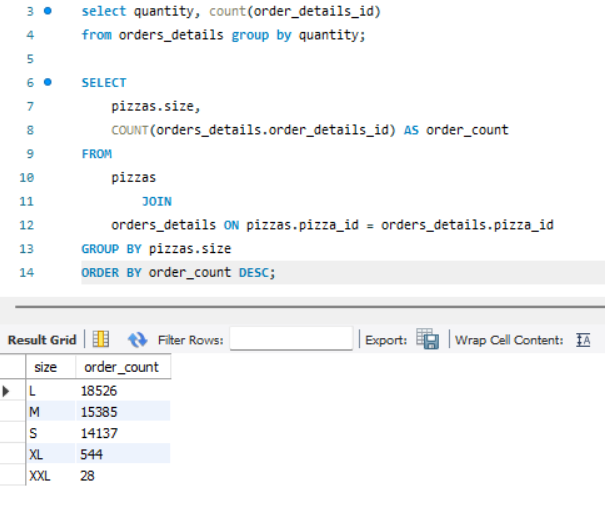 3 select quantity, count(order_details_id)
4 from orders_details group by quantity;
5
6 SELECT
7 pizzas.size,
8 COUNT(orders_details.order_details_id) AS order_count
9 FROM
10 pizzas
11 JOIN
12 orders_details ON pizzas.pizza_id = orders_details.pizza_id
13 GROUP BY pizzas.size
14 ORDER BY order_count DESC;
Result Grid Filter Rows: Export: Wrap Cell Content: IA
size order_count
L 18526
M 15385
S 14137
XL 544
XXL 28